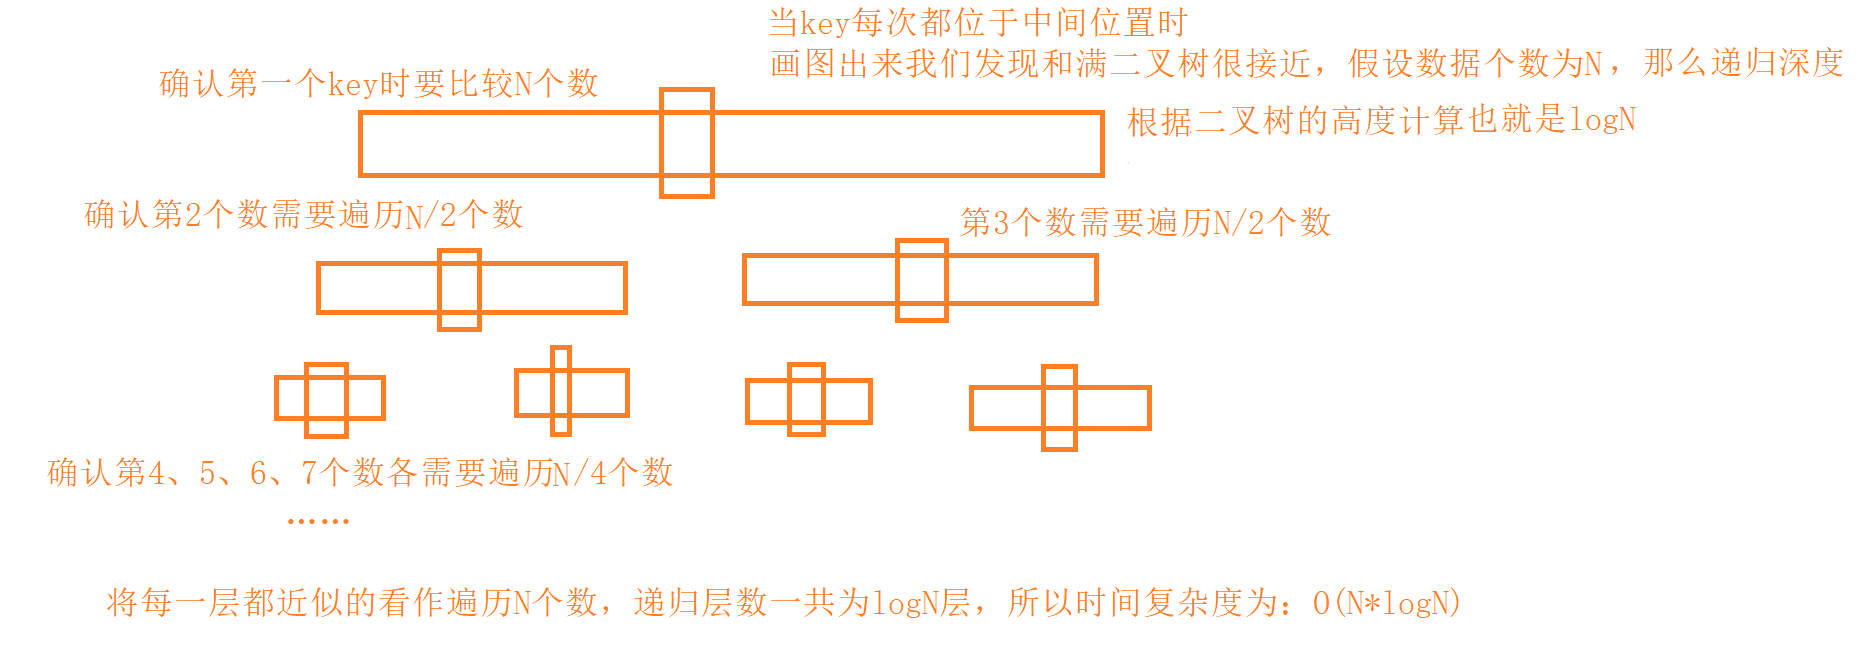 当key每次都位于中间位置时
画图出来我们发现和满二叉树很接近，假设数据个数为N，那么递归深度
确认第一个key时要比较N个数
根据二叉树的高度计算也就是logN
确认第2个数需要遍历N/2个数
第3个数需要遍历N/2个数
确认第4、5、6、7个数各需要遍历N/4个数
……
将每一层都近似的看作遍历N个数，递归层数一共为logN层，所以时间复杂度为：O(N*logN)